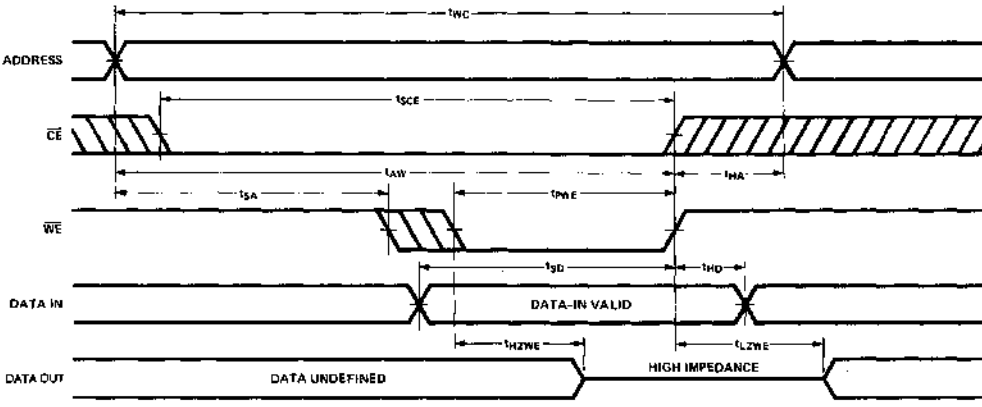 tWC
ADDRESS
tSCE
CE
tAW
tHA
tSA
tPWE
WE
tSD
tHD
DATA IN
DATA-IN VALID
tHZWE
tLZWE
HIGH IMPEDANCE
DATA OUT
DATA UNDEFINED